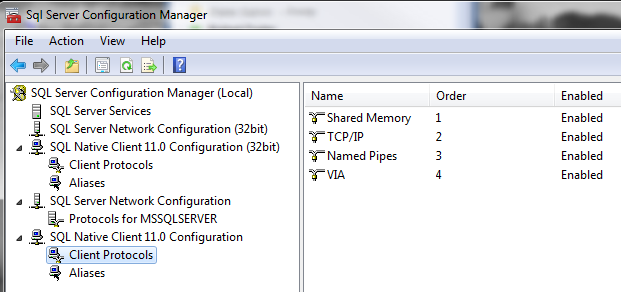 Sql Server Configuration Manager
File Action View Help
SQL Server Configuration Manager (Local)
SQL Server Services
SQL Server Network Configuration (32bit)
SQL Native Client 11.0 Configuration (32bit)
Client Protocols
Aliases
SQL Server Network Configuration
Protocols for MSSQLSERVER
SQL Native Client 11.0 Configuration
Client Protocols
Aliases
Name Order Enabled
Shared Memory 1 Enabled
TCP/IP 2 Enabled
Named Pipes 3 Enabled
VIA 4 Enabled